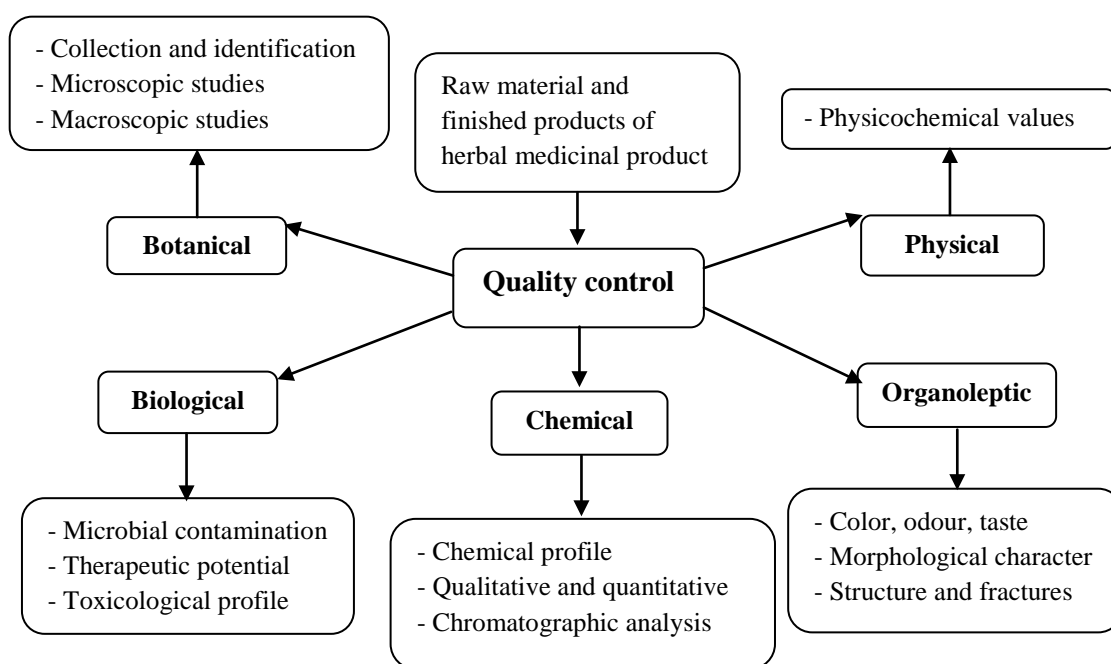 - Collection and identification
- Microscopic studies
- Macroscopic studies
Raw material and
finished products of
herbal medicinal product
- Physicochemical values
Botanical
Quality control
Physical
Biological
Chemical
Organoleptic
- Microbial contamination
- Therapeutic potential
- Toxicological profile
- Chemical profile
- Qualitative and quantitative
- Chromatographic analysis
- Color, odour, taste
- Morphological character
- Structure and fractures